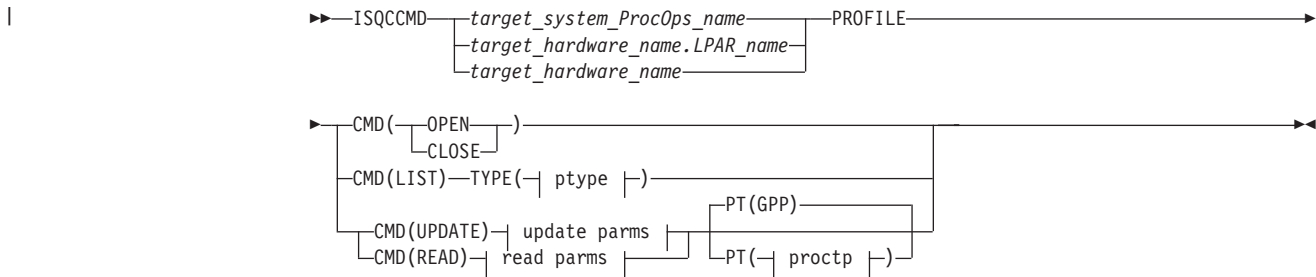 ISQCCMD target_system_ProcOps_name PROFILE
target_hardware_name.LPAR_name
target_hardware_name
CMD( OPEN )
CLOSE
CMD(LIST) TYPE( ptype )
PT(GPP)
CMD(UPDATE) update parms
CMD(READ) read parms PT( proctp )